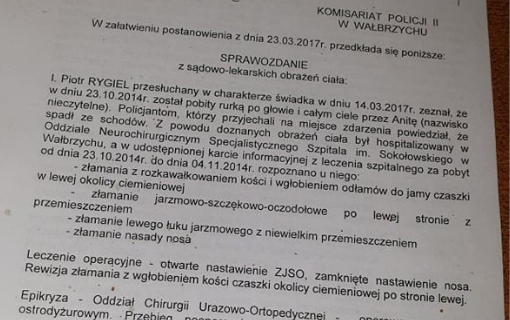 KOMISARIAT POLICJI II
W WAŁBRZYCHU
W załatwieniu postanowienia z dnia 23.03.2017r. przedkłada się poniższe:
SPRAWOZDANIE
z sądowo-lekarskich obrażeń ciała:
I. Piotr RYGIEL przesłuchany w charakterze świadka w dniu 14.03.2017r. zeznał, że
w dniu 23.10.2014r. został pobity rurką po głowie i całym ciele przez Anitę (nazwisko
nieczytelne). Policjantom, którzy przyjechali na miejsce zdarzenia powiedział, że
spadł ze schodów. Z powodu doznanych obrażeń ciała był hospitalizowany w
Oddziale Neurochirurgicznym Specjalistycznego Szpitala im. Sokołowskiego w
Wałbrzychu, a w udostępnionej karcie informacyjnej z leczenia szpitalnego za pobyt
od dnia 23.10.2014r. do dnia 04.11.2014r. rozpoznano u niego:
- złamania z rozkawałkowaniem kości i wgłobieniem odłamów do jamy czaszki
w lewej okolicy ciemieniowej
- złamanie jarzmowo-szczękowo-oczodołowe po lewej stronie z
przemieszczeniem
- złamanie lewego łuku jarzmowego z niewielkim przemieszczeniem
- złamanie nasady nosa
Leczenie operacyjne - otwarte nastawienie ZJSO, zamknięte nastawienie nosa.
Rewizja złamania z wgłobieniem kości czaszki okolicy ciemieniowej po stronie lewej.
Epikryza - Oddział Chirurgii Urazowo-Ortopedycznej -
ostrodyżurowym. Przebieg